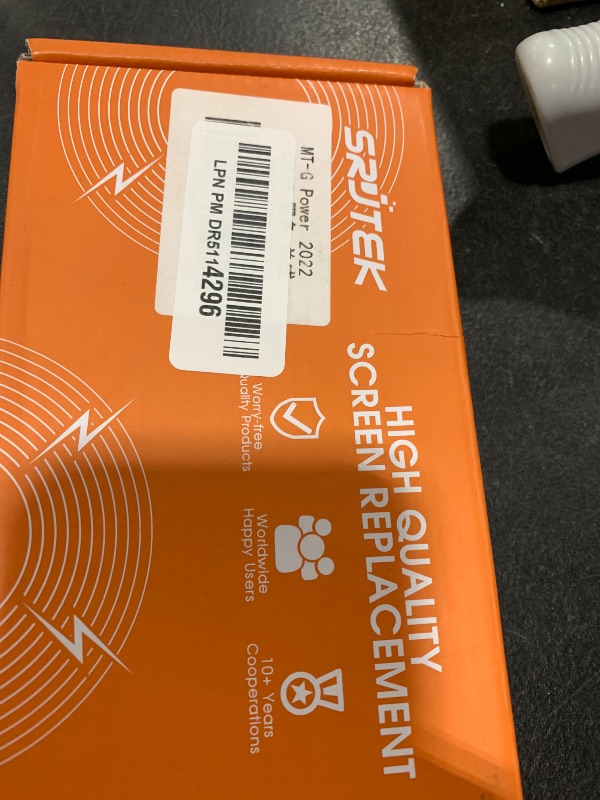 SRJTEK
HIGH QUALITY
SCREEN REPLACEMENT
MT-G Power 2022
LPN PM DR5114296
Worry-free
Quality Products
Worldwide
Happy Users
10+ Years
Cooperations